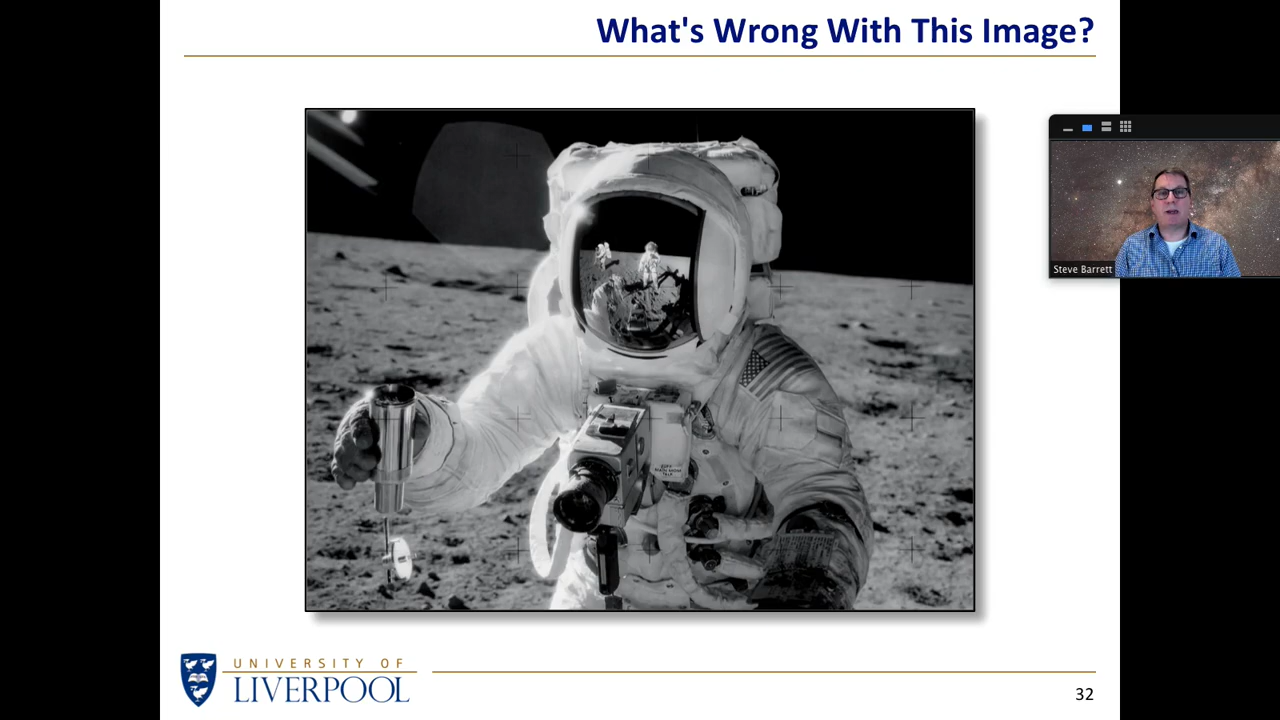 What's Wrong With This Image?
Steve Barrett
UNIVERSITY OF
LIVERPOOL
32